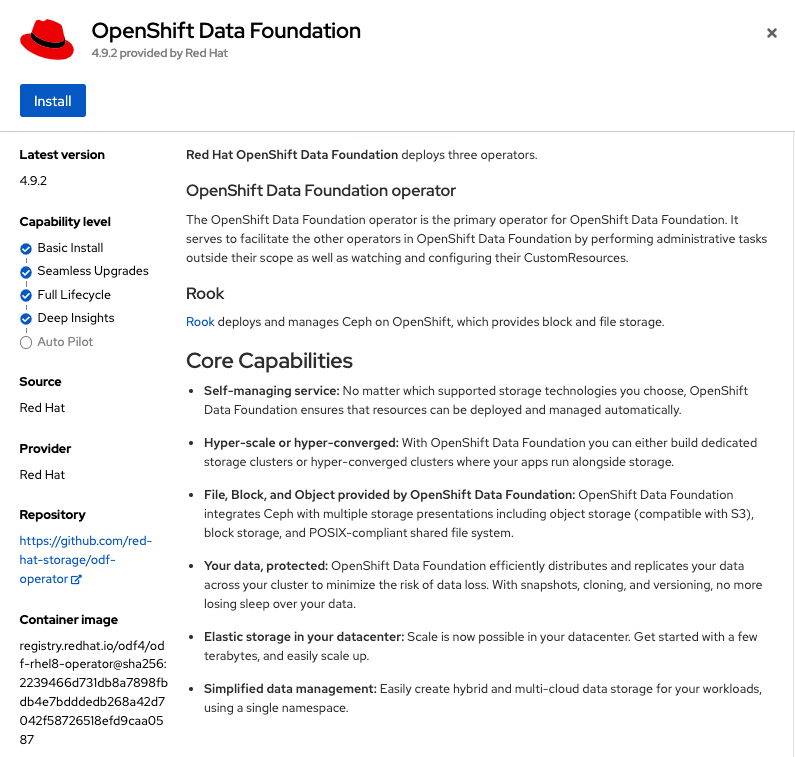 OpenShift Data Foundation
4.9.2 provided by Red Hat
Install
Latest version
4.9.2
Capability level
Basic Install
Seamless Upgrades
Full Lifecycle
Deep Insights
Auto Pilot
Source
Red Hat
Provider
Red Hat
Repository
https://github.com/red-
hat-storage/odf-
operator
Container image
registry.redhat.io/odf4/od
f-rhel8-operator@sha256:
2239466d731db8a7898fb
db4e7bdddedb268a42d7
042f58726518efd9caa05
87
Red Hat OpenShift Data Foundation deploys three operators.
OpenShift Data Foundation operator
The OpenShift Data Foundation operator is the primary operator for OpenShift Data Foundation. It
serves to facilitate the other operators in OpenShift Data Foundation by performing administrative tasks
outside their scope as well as watching and configuring their CustomResources.
Rook
Rook deploys and manages Ceph on OpenShift, which provides block and file storage.
Core Capabilities
• Self-managing service: No matter which supported storage technologies you choose, OpenShift
Data Foundation ensures that resources can be deployed and managed automatically.
• Hyper-scale or hyper-converged: With OpenShift Data Foundation you can either build dedicated
storage clusters or hyper-converged clusters where your apps run alongside storage.
• File, Block, and Object provided by OpenShift Data Foundation: OpenShift Data Foundation
integrates Ceph with multiple storage presentations including object storage (compatible with S3),
block storage, and POSIX-compliant shared file system.
• Your data, protected: OpenShift Data Foundation efficiently distributes and replicates your data
across your cluster to minimize the risk of data loss. With snapshots, cloning, and versioning, no more
losing sleep over your data.
• Elastic storage in your datacenter: Scale is now possible in your datacenter. Get started with a few
terabytes, and easily scale up.
• Simplified data management: Easily create hybrid and multi-cloud data storage for your workloads,
using a single namespace.